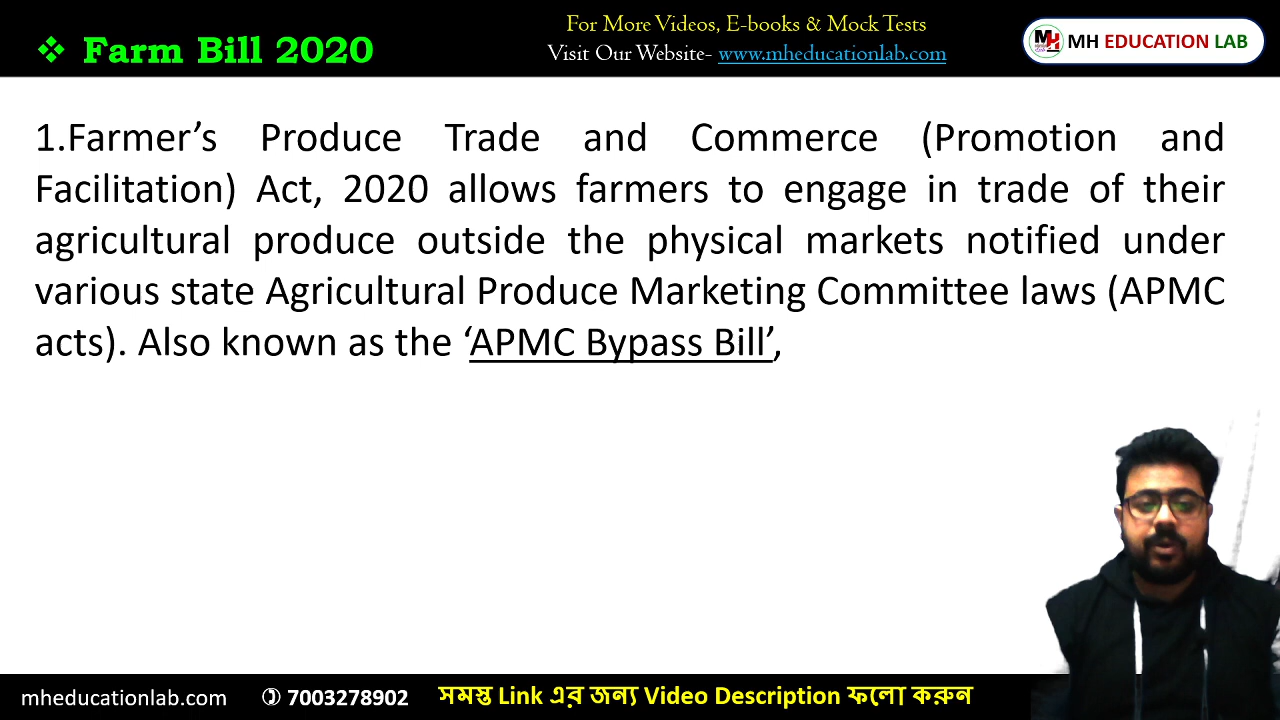 ❖ Farm Bill 2020
For More Videos, E-books & Mock Tests
Visit Our Website- www.mheducationlab.com
MH EDUCATION LAB
1.Farmer’s Produce Trade and Commerce (Promotion and
Facilitation) Act, 2020 allows farmers to engage in trade of their
agricultural produce outside the physical markets notified under
various state Agricultural Produce Marketing Committee laws (APMC
acts). Also known as the ‘APMC Bypass Bill’,
mheducationlab.com ✆ 7003278902 সমস্ত Link এর জন্য Video Description ফলো করুন